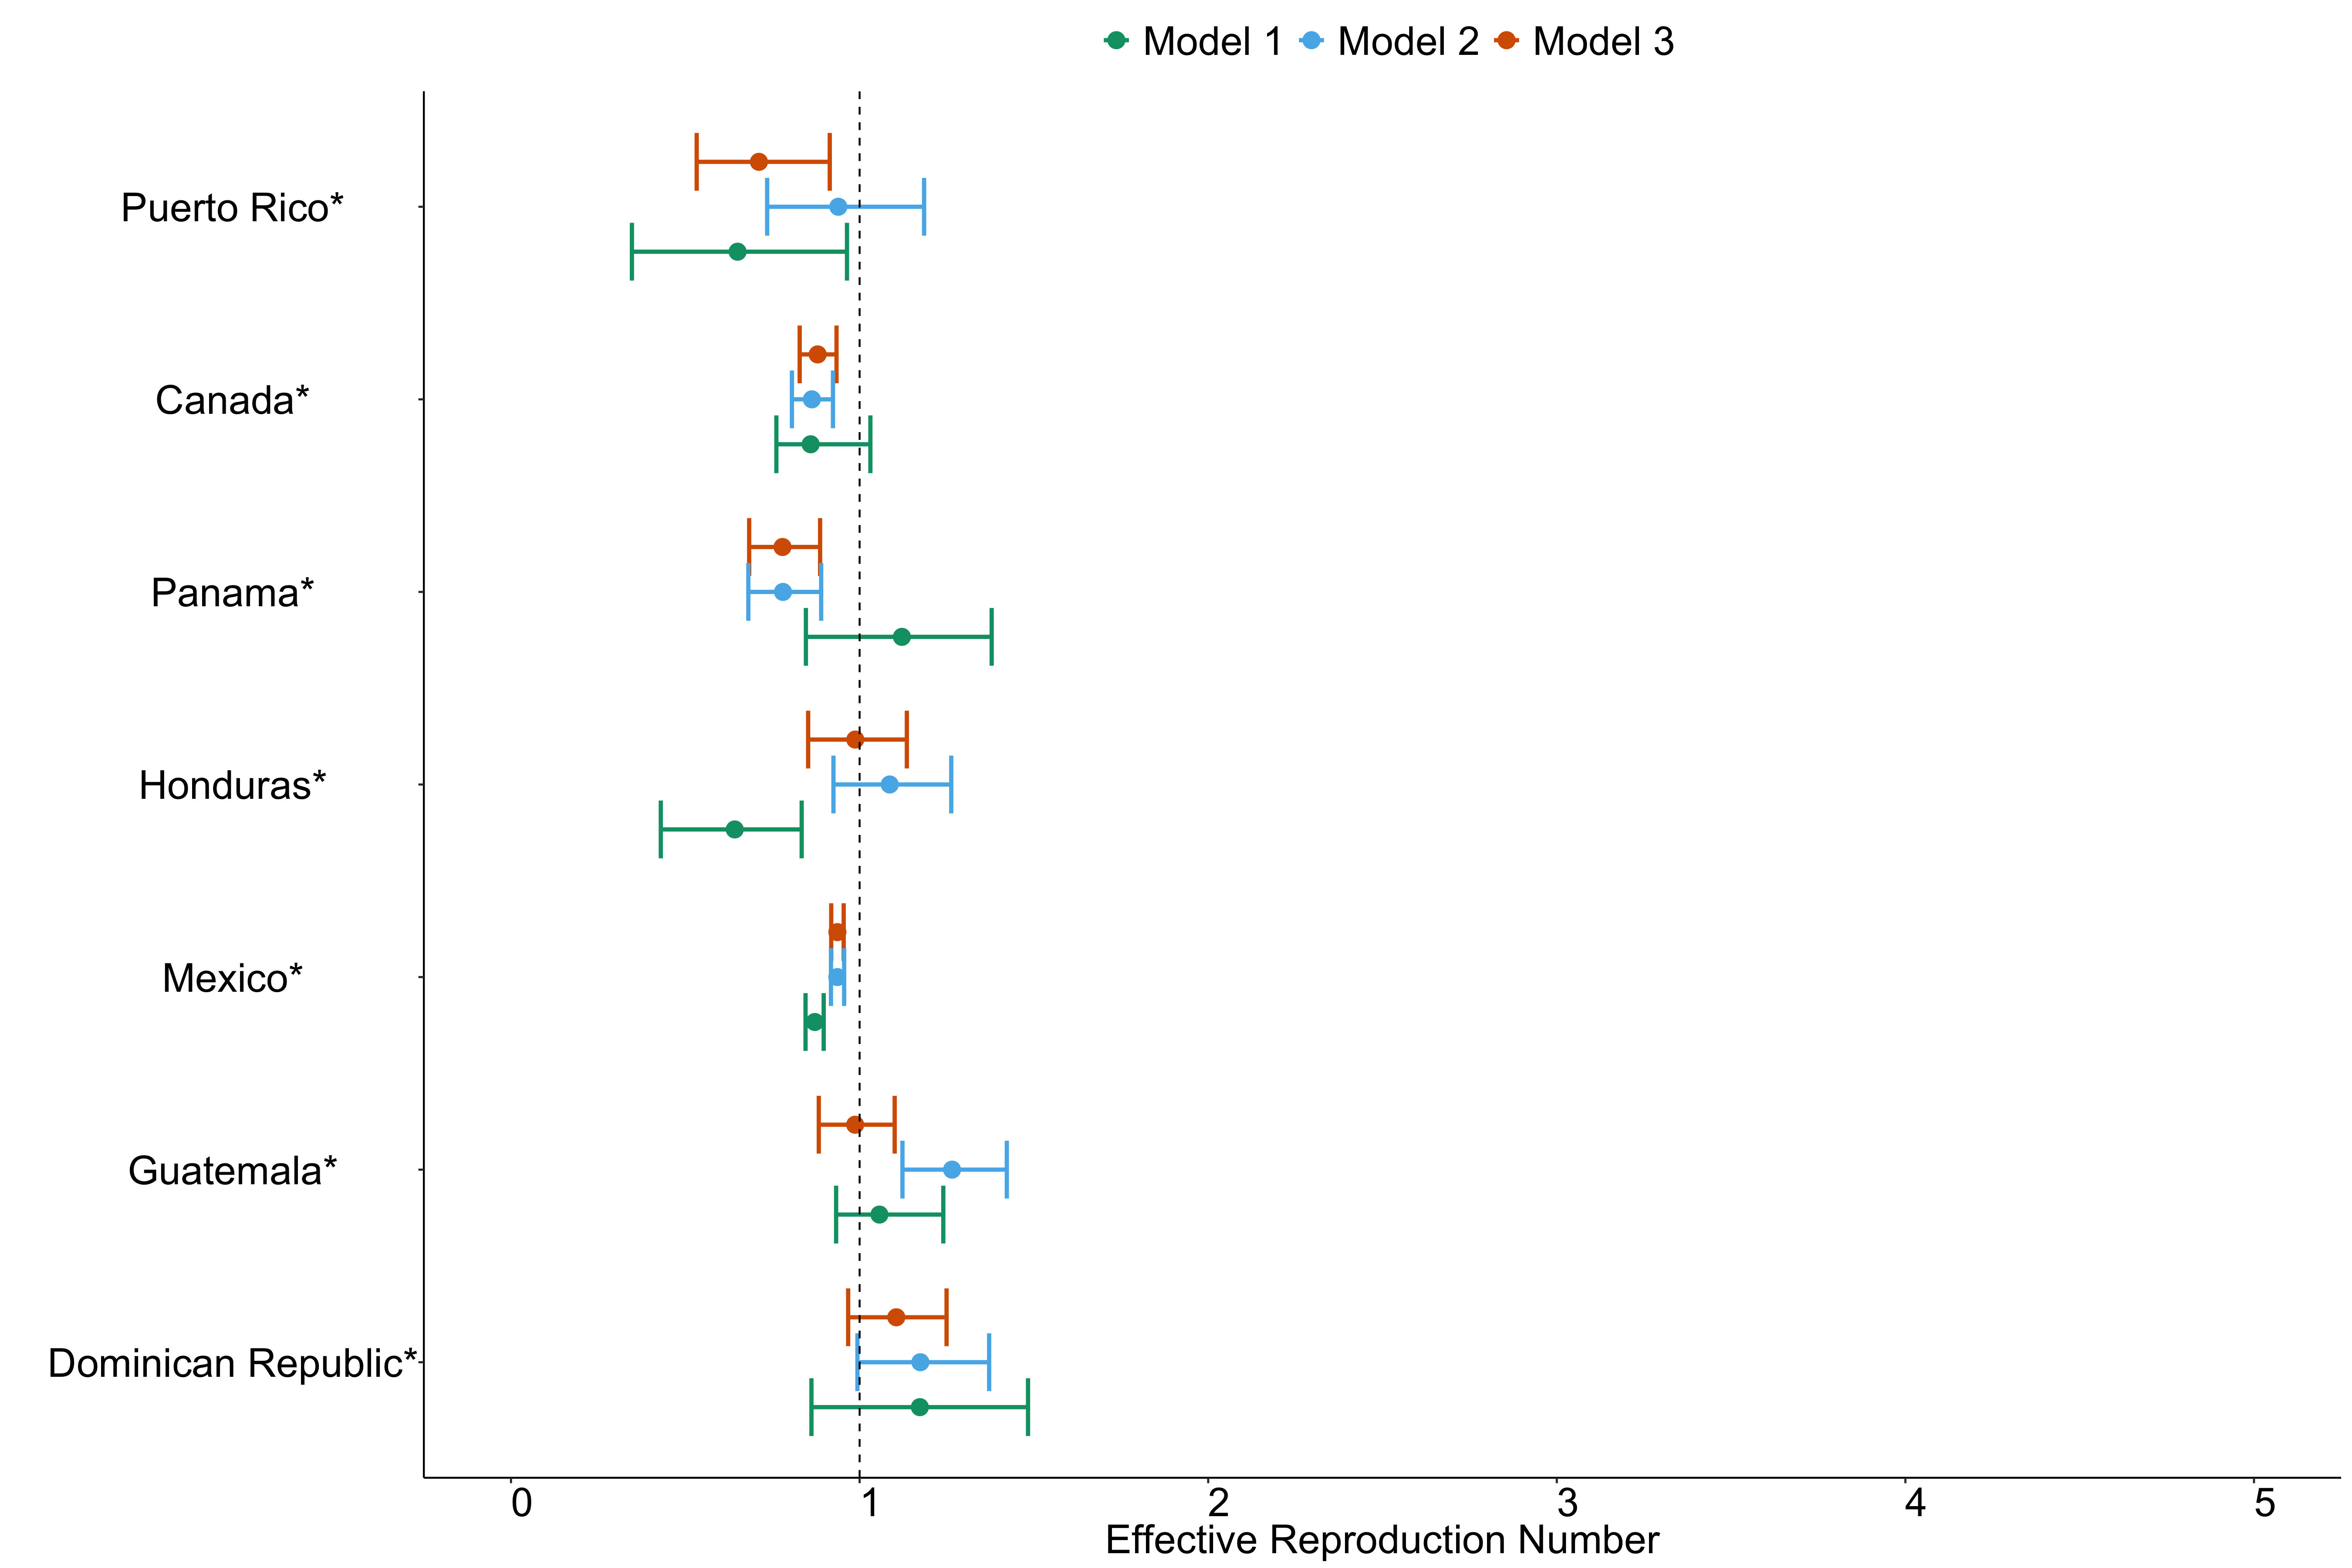 Model 1 Model 2 Model 3
Puerto Rico*
Canada*
Panama*
Honduras*
Mexico*
Guatemala*
Dominican Republic*
0 1 2 3 4 5
Effective Reproduction Number